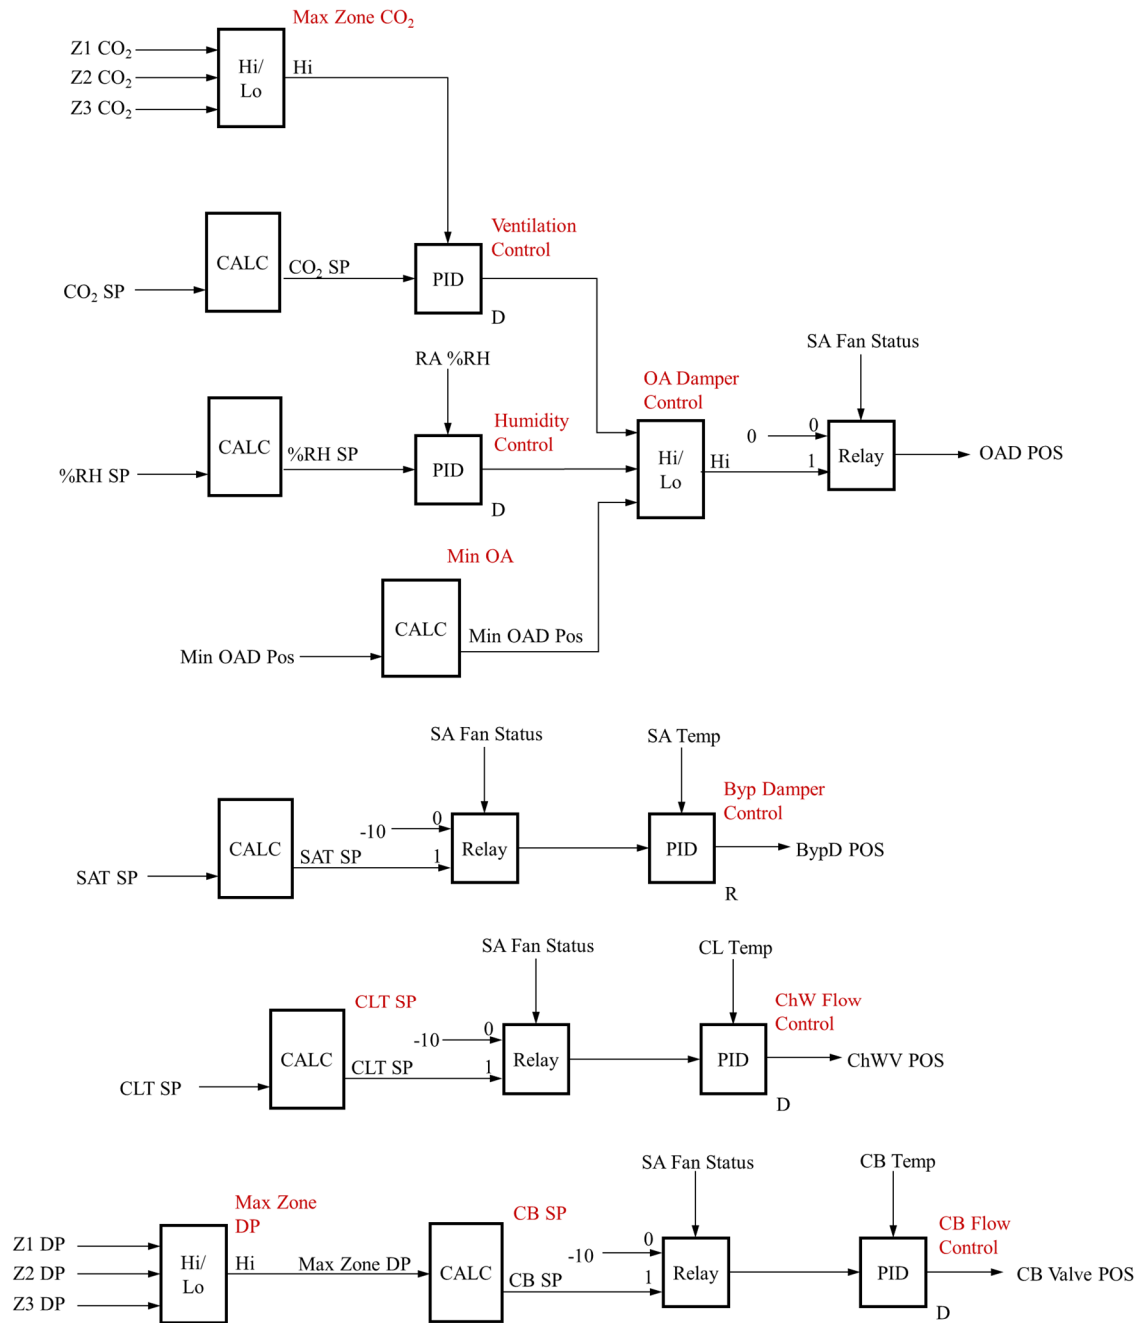 Max Zone CO₂
Z1 CO₂
Z2 CO₂
Z3 CO₂
Hi/
Lo
Hi
Ventilation
Control
CALC
CO₂ SP
CO₂ SP
PID
D
RA %RH
SA Fan Status
OA Damper
Control
Humidity
Control
CALC
%RH SP
%RH SP
PID
D
Hi/
Lo
Hi
0
0
1
Relay
OAD POS
Min OA
CALC
Min OAD Pos
Min OAD Pos
SA Fan Status
SA Temp
Byp Damper
Control
CALC
SAT SP
SAT SP
-10
0
1
Relay
PID
BypD POS
R
SA Fan Status
CL Temp
CLT SP
ChW Flow
Control
CALC
CLT SP
CLT SP
-10
0
1
Relay
PID
ChWV POS
D
SA Fan Status
CB Temp
Max Zone
DP
CB SP
CB Flow
Control
Z1 DP
Z2 DP
Z3 DP
Hi/
Lo
Hi
Max Zone DP
CALC
CB SP
-10
0
1
Relay
PID
CB Valve POS
D